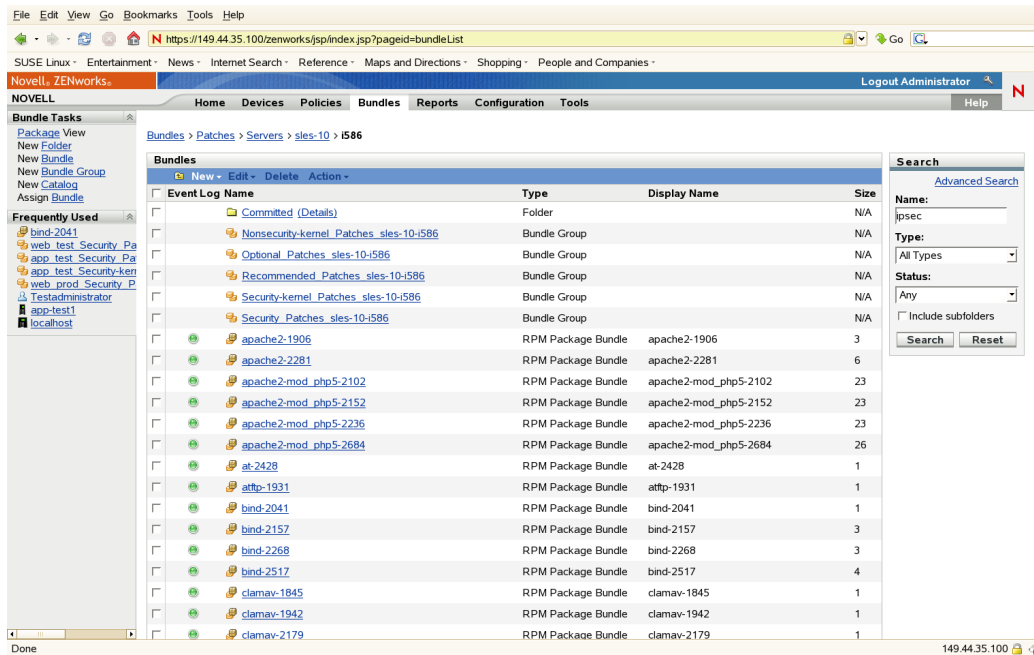 File Edit View Go Bookmarks Tools Help
N https://149.44.35.100/zenworks/jsp/index.jsp?pageid=bundleList
Go G
SUSE Linux Entertainment News Internet Search Reference Maps and Directions Shopping People and Companies
Novell® ZENworks® Logout Administrator
NOVELL Home Devices Policies Bundles Reports Configuration Tools Help N
Bundle Tasks
Package View
New Folder
New Bundle
New Bundle Group
New Catalog
Assign Bundle
Frequently Used
bind-2041
web_test_Security_Pa
app_test_Security_Pa
app_test_Security-kern
web_prod_Security_P
Testadministrator
app-test1
localhost
Bundles > Patches > Servers > sles-10 > i586
Bundles
New Edit Delete Action
Event Log Name Type Display Name Size
Committed (Details) Folder N/A
Nonsecurity-kernel_Patches_sles-10-i586 Bundle Group N/A
Optional_Patches_sles-10-i586 Bundle Group N/A
Recommended_Patches_sles-10-i586 Bundle Group N/A
Security-kernel_Patches_sles-10-i586 Bundle Group N/A
Security_Patches_sles-10-i586 Bundle Group N/A
apache2-1906 RPM Package Bundle apache2-1906 3
apache2-2281 RPM Package Bundle apache2-2281 6
apache2-mod_php5-2102 RPM Package Bundle apache2-mod_php5-2102 23
apache2-mod_php5-2152 RPM Package Bundle apache2-mod_php5-2152 23
apache2-mod_php5-2236 RPM Package Bundle apache2-mod_php5-2236 23
apache2-mod_php5-2684 RPM Package Bundle apache2-mod_php5-2684 26
at-2428 RPM Package Bundle at-2428 1
atftp-1931 RPM Package Bundle atftp-1931 1
bind-2041 RPM Package Bundle bind-2041 1
bind-2157 RPM Package Bundle bind-2157 3
bind-2268 RPM Package Bundle bind-2268 3
bind-2517 RPM Package Bundle bind-2517 4
clamav-1845 RPM Package Bundle clamav-1845 1
clamav-1942 RPM Package Bundle clamav-1942 1
clamav-2179 RPM Package Bundle clamav-2179 1
Search
Advanced Search
Name:
ipsec
Type:
All Types
Status:
Any
Include subfolders
Search Reset
Done 149.44.35.100